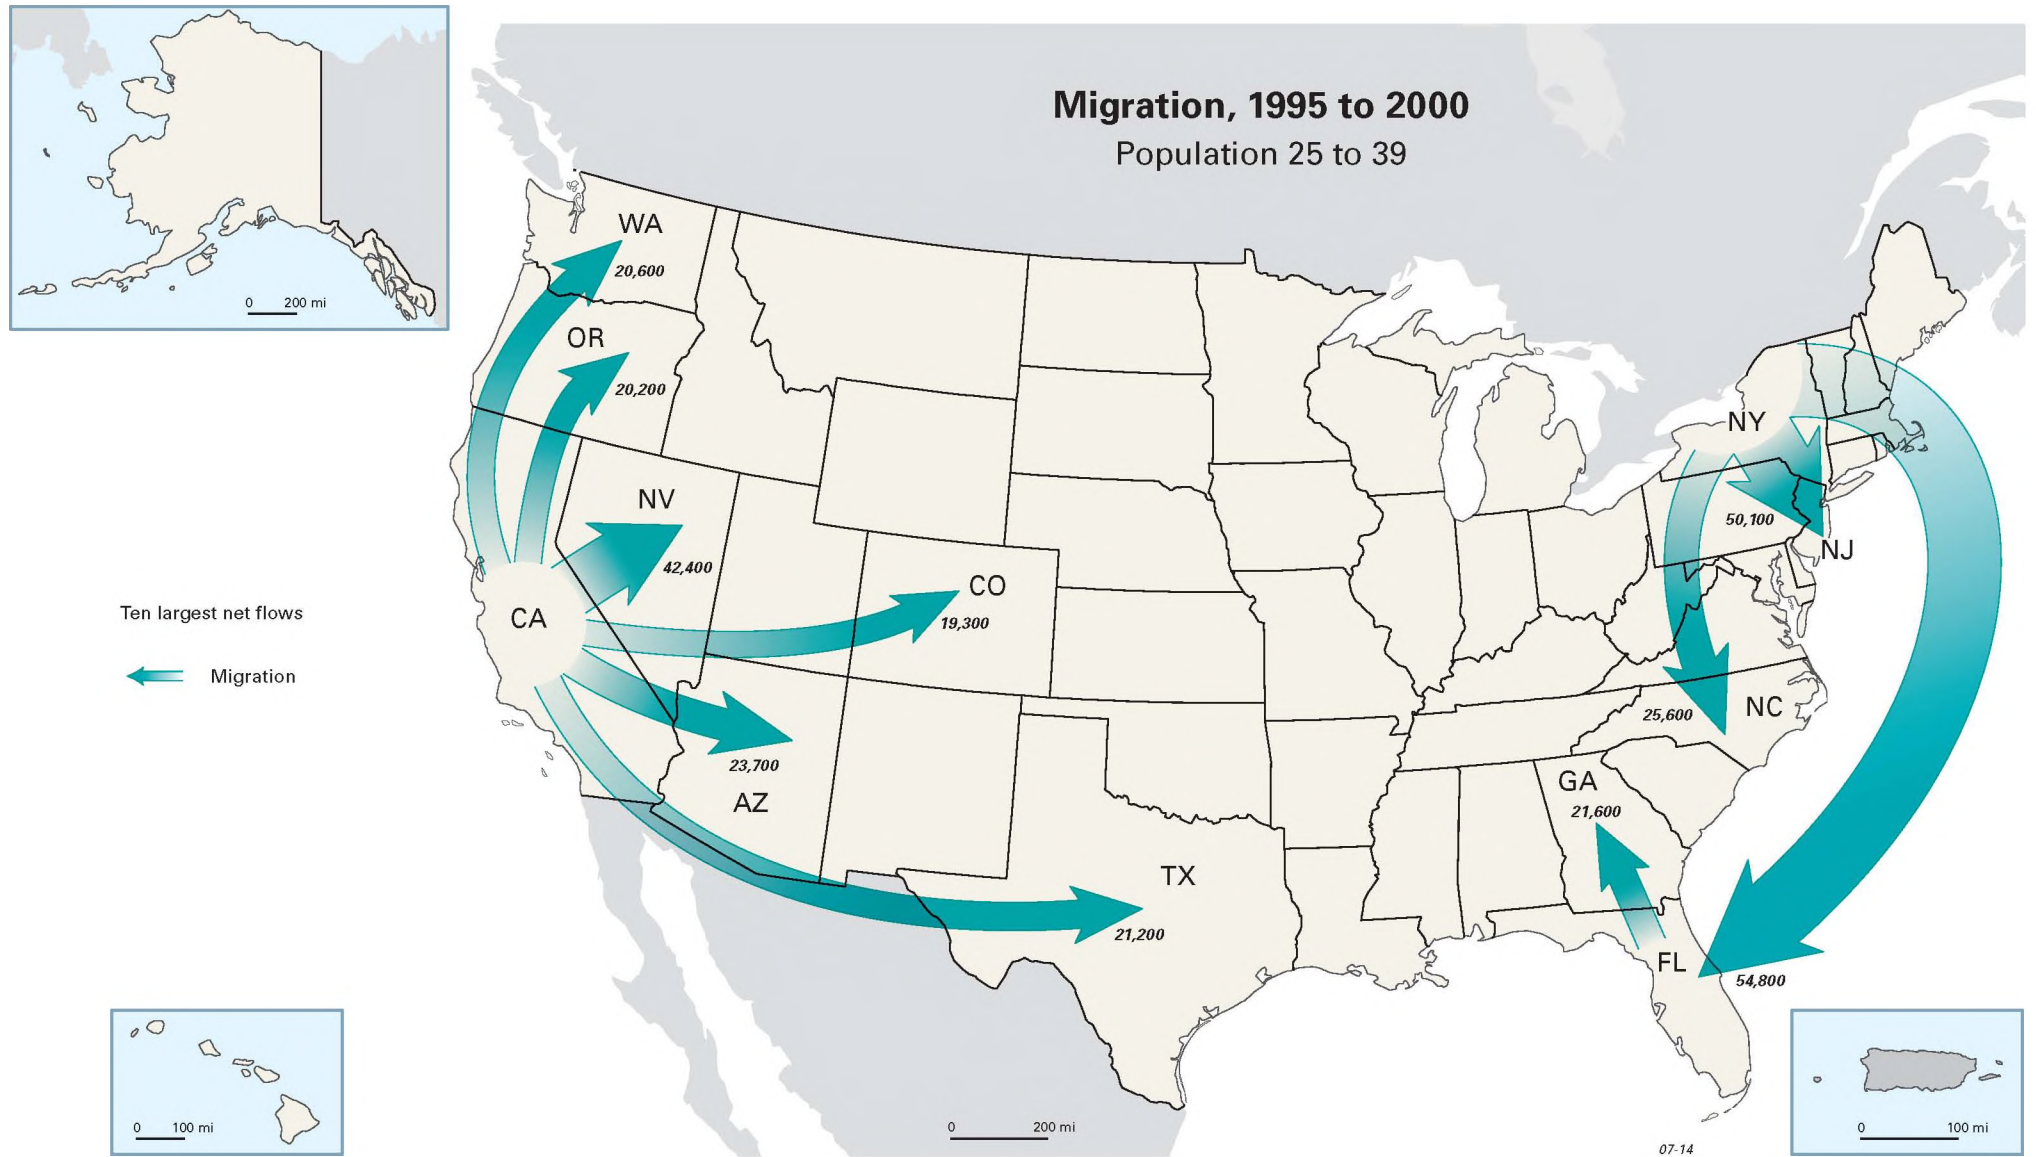 Migration, 1995 to 2000
Population 25 to 39
0 200 mi
WA
20,600
OR
20,200
NV
42,400
CO
19,300
CA
23,700
AZ
TX
21,200
NY
50,100
NJ
25,600
NC
GA
21,600
FL
54,800
Ten largest net flows
Migration
0 100 mi
0 200 mi
0 100 mi
07-14